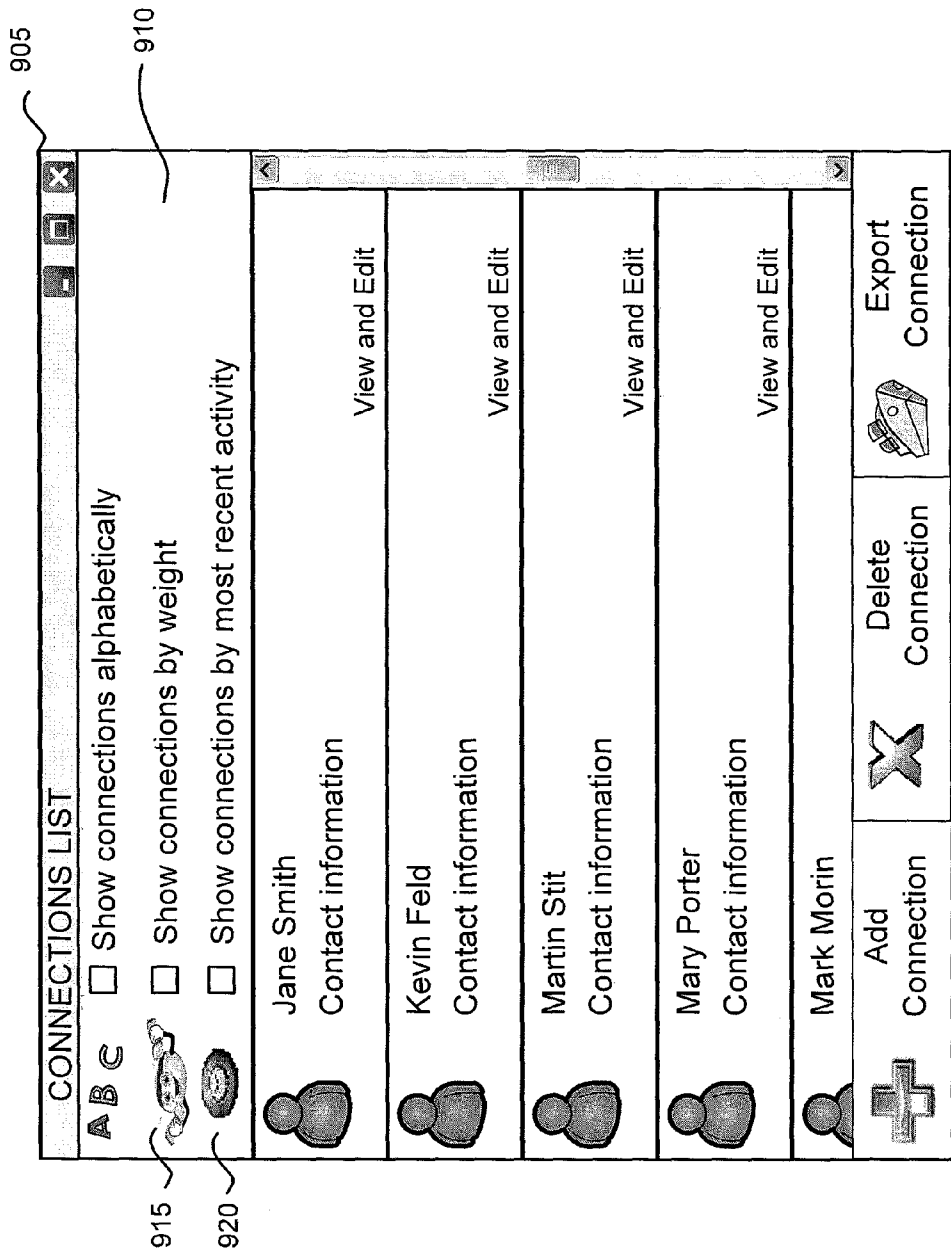 905
CONNECTIONS LIST
910
A B C Show connections alphabetically
915 Show connections by weight
920 Show connections by most recent activity
Jane Smith
Contact information
View and Edit
Kevin Feld
Contact information
View and Edit
Martin Stit
Contact information
View and Edit
Mary Porter
Contact information
View and Edit
Mark Morin
Add
Connection
Delete
Connection
Export
Connection